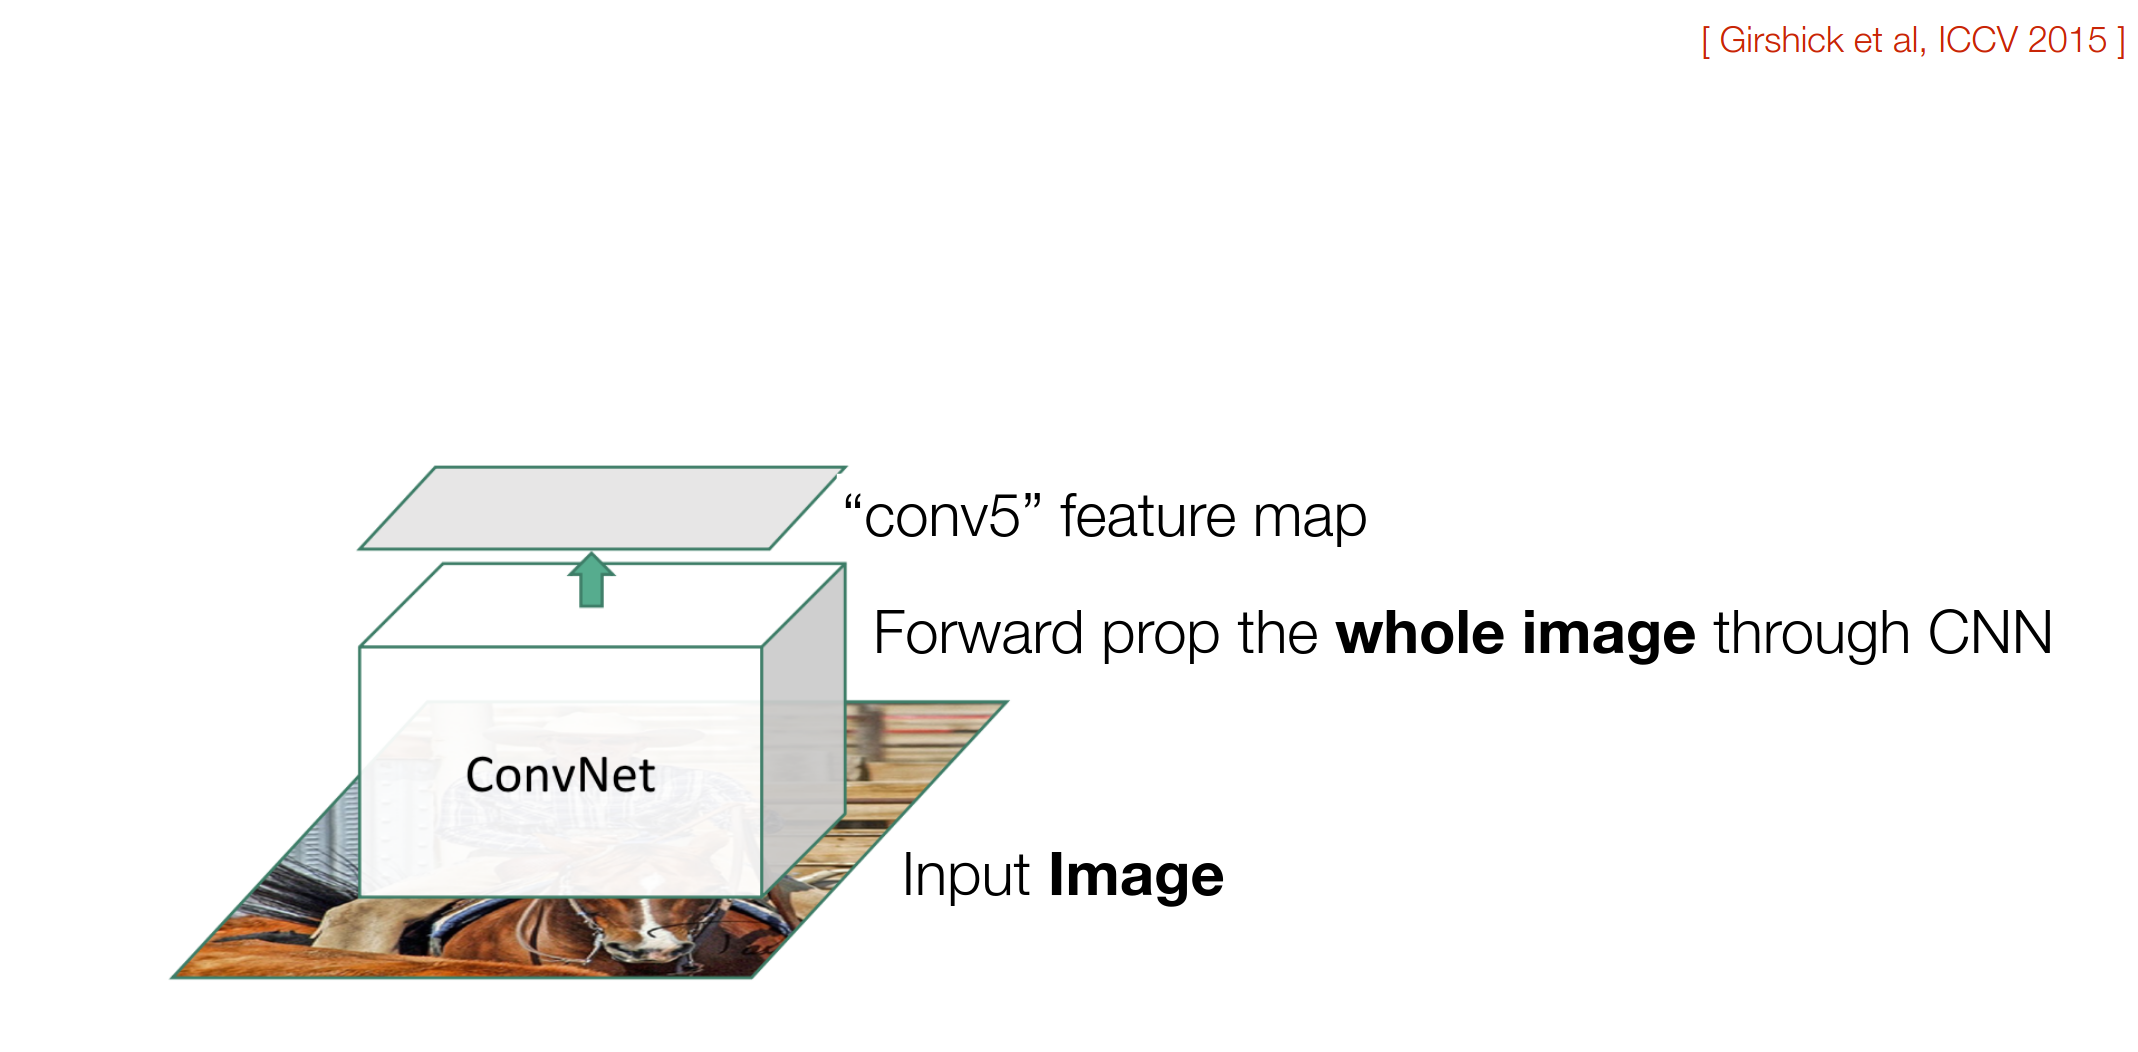 [ Girshick et al, ICCV 2015 ]
“conv5” feature map
Forward prop the whole image through CNN
ConvNet
Input Image